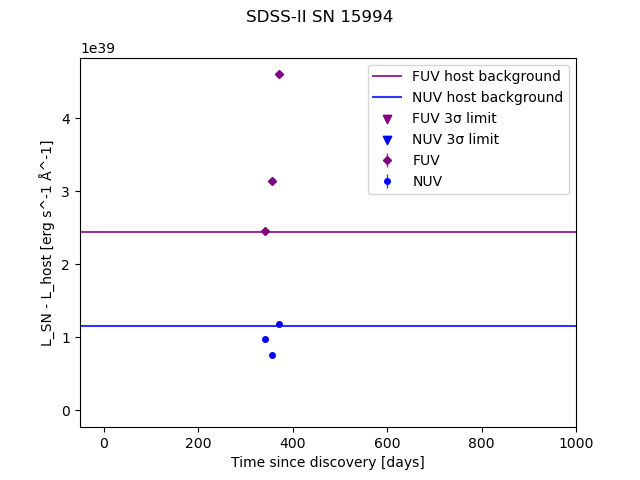 SDSS-II SN 15994
1e39
FUV host background
NUV host background
FUV 3σ limit
NUV 3σ limit
FUV
NUV
4
3
2
1
0
L_SN - L_host [erg s^-1 Å^-1]
0 200 400 600 800 1000
Time since discovery [days]